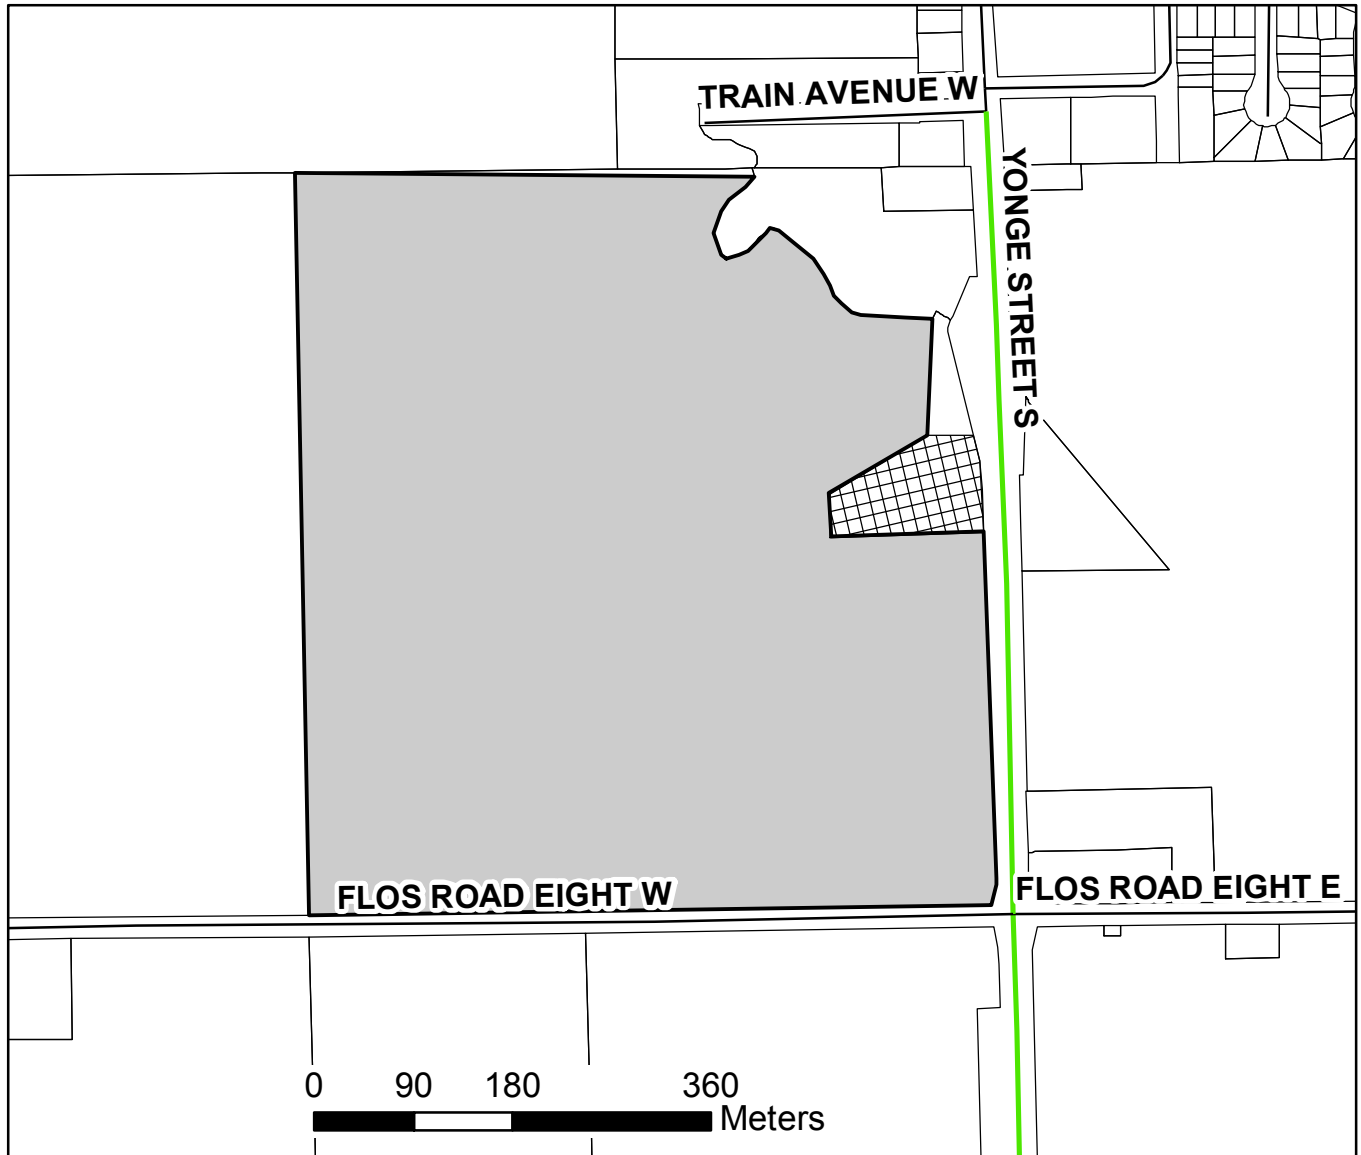 TRAIN AVENUE W
YONGE STREET S
FLOS ROAD EIGHT W
FLOS ROAD EIGHT E
0 90 180 360
Meters